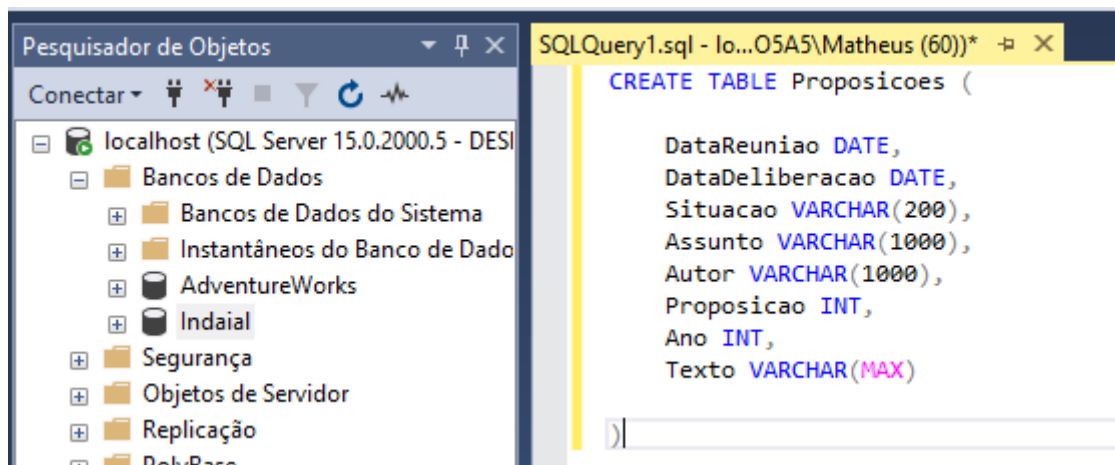 Pesquisador de Objetos
Conectar
localhost (SQL Server 15.0.2000.5 - DESI
Bancos de Dados
Bancos de Dados do Sistema
Instantâneos do Banco de Dado
AdventureWorks
Indaial
Segurança
Objetos de Servidor
Replicação
PolyBase
SQLQuery1.sql - lo...O5A5\Matheus (60))*
CREATE TABLE Proposicoes (
DataReuniao DATE,
DataDeliberacao DATE,
Situacao VARCHAR(200),
Assunto VARCHAR(1000),
Autor VARCHAR(1000),
Proposicao INT,
Ano INT,
Texto VARCHAR(MAX)
)